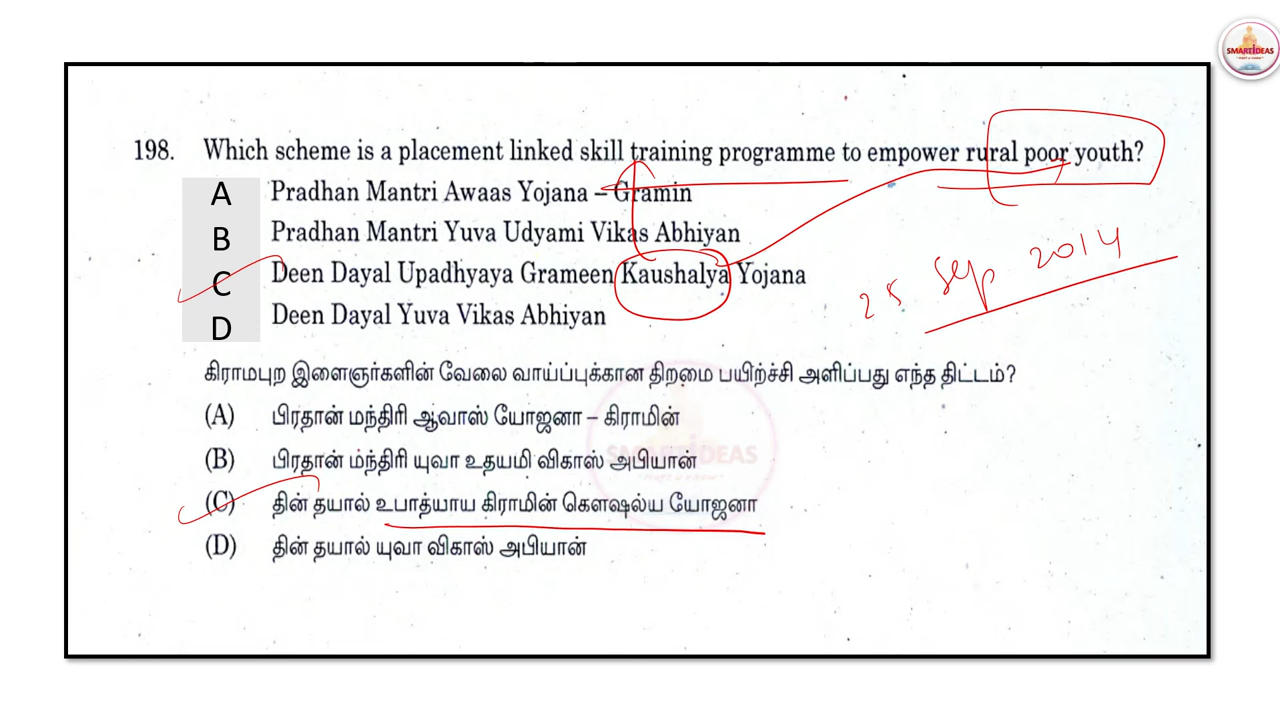 SMARTIDEAS
198. Which scheme is a placement linked skill training programme to empower rural poor youth?
A Pradhan Mantri Awaas Yojana – Gramin
B Pradhan Mantri Yuva Udyami Vikas Abhiyan
C Deen Dayal Upadhyaya Grameen Kaushalya Yojana
D Deen Dayal Yuva Vikas Abhiyan
25 Sep 2014
கிராமபுற இளைஞர்களின் வேலை வாய்ப்புக்கான திறமை பயிற்ச்சி அளிப்பது எந்த திட்டம்?
(A) பிரதான் மந்திரி ஆவாஸ் யோஜனா – கிராமின்
(B) பிரதான் மந்திரி யுவா உதயமி விகாஸ் அபியான்
SMARTIDEAS
(C) தின் தயால் உபாத்யாய கிராமின் கௌஷல்ய யோஜனா
(D) தின் தயால் யுவா விகாஸ் அபியான்